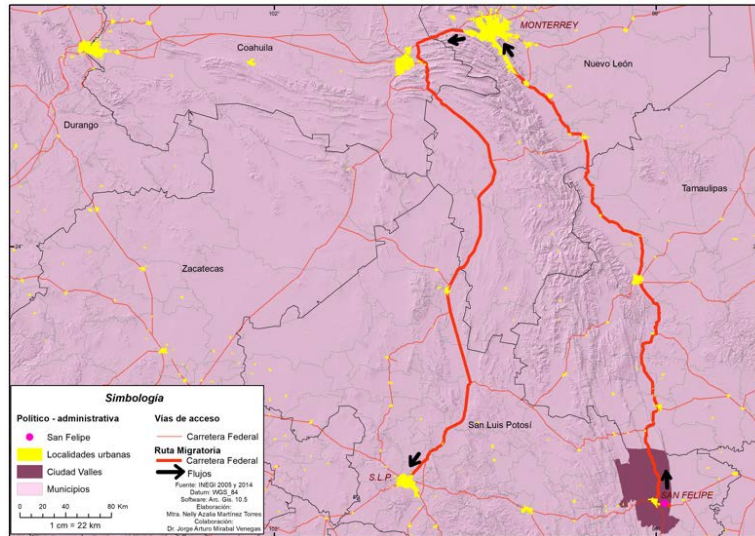 102°
MONTERREY
Coahuila
Nuevo León
Durango
Tamaulipas
24°
Zacatecas
San Luis Potosí
S.L.P.
SAN FELIPE
102°
Simbología
Político - administrativa
San Felipe
Localidades urbanas
Ciudad Valles
Municipios
0 20 40 80 Km
1 cm = 22 km
Vías de acceso
Carretera Federal
Ruta Migratoria
Carretera Federal
Flujos
Fuente: INEGI 2005 y 2014
Datum: WGS_84
Software: Arc. Gis. 10.5
Elaboración:
Mtra. Nelly Azalia Martínez Torres
Colaboración:
Dr. Jorge Arturo Mirabal Venegas